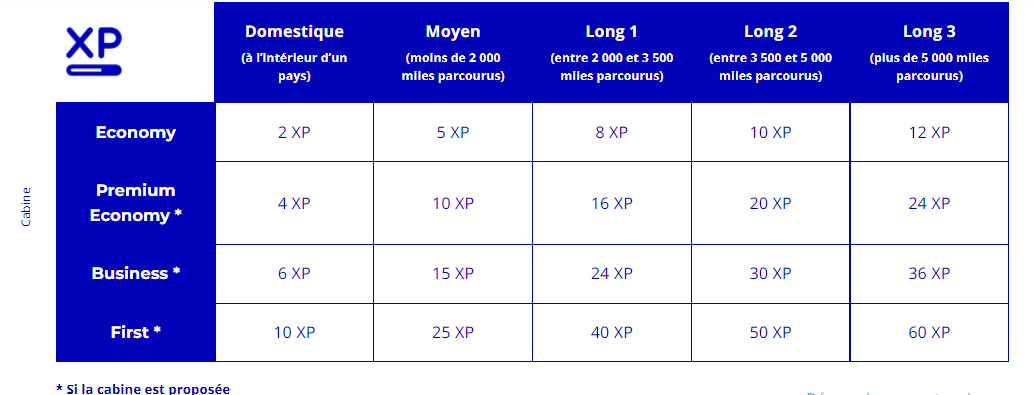 XP
Domestique
(à l'intérieur d'un
pays)
Moyen
(moins de 2 000
miles parcourus)
Long 1
(entre 2 000 et 3 500
miles parcourus)
Long 2
(entre 3 500 et 5 000
miles parcourus)
Long 3
(plus de 5 000 miles
parcourus)
Cabine
Economy 2 XP 5 XP 8 XP 10 XP 12 XP
Premium
Economy * 4 XP 10 XP 16 XP 20 XP 24 XP
Business * 6 XP 15 XP 24 XP 30 XP 36 XP
First * 10 XP 25 XP 40 XP 50 XP 60 XP
* Si la cabine est proposée